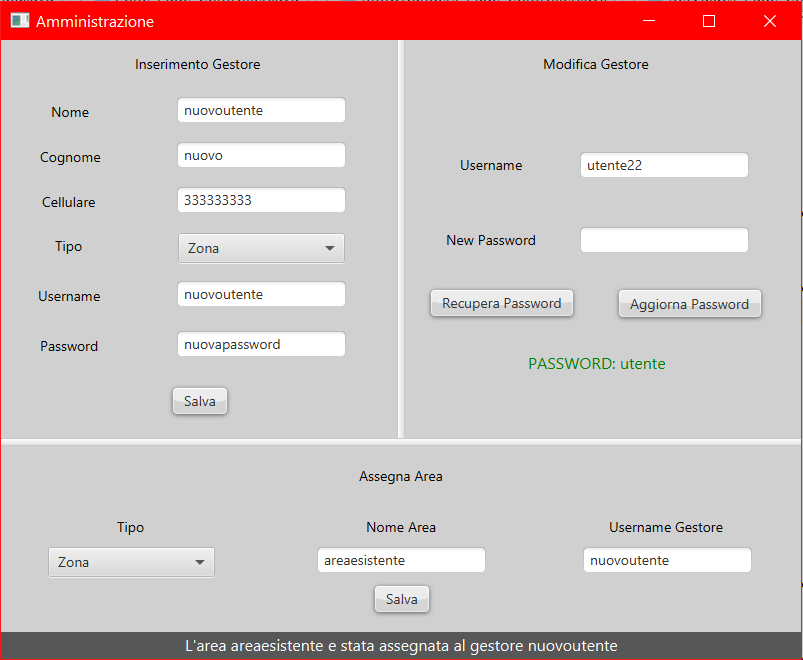 Amministrazione
Inserimento Gestore
Nome nuovoutente
Cognome nuovo
Cellulare 333333333
Tipo Zona
Username nuovoutente
Password nuovapassword
Salva
Modifica Gestore
Username utente22
New Password
Recupera Password Aggiorna Password
PASSWORD: utente
Assegna Area
Tipo Nome Area Username Gestore
Zona areaesistente nuovoutente
Salva
L'area areaesistente e stata assegnata al gestore nuovoutente